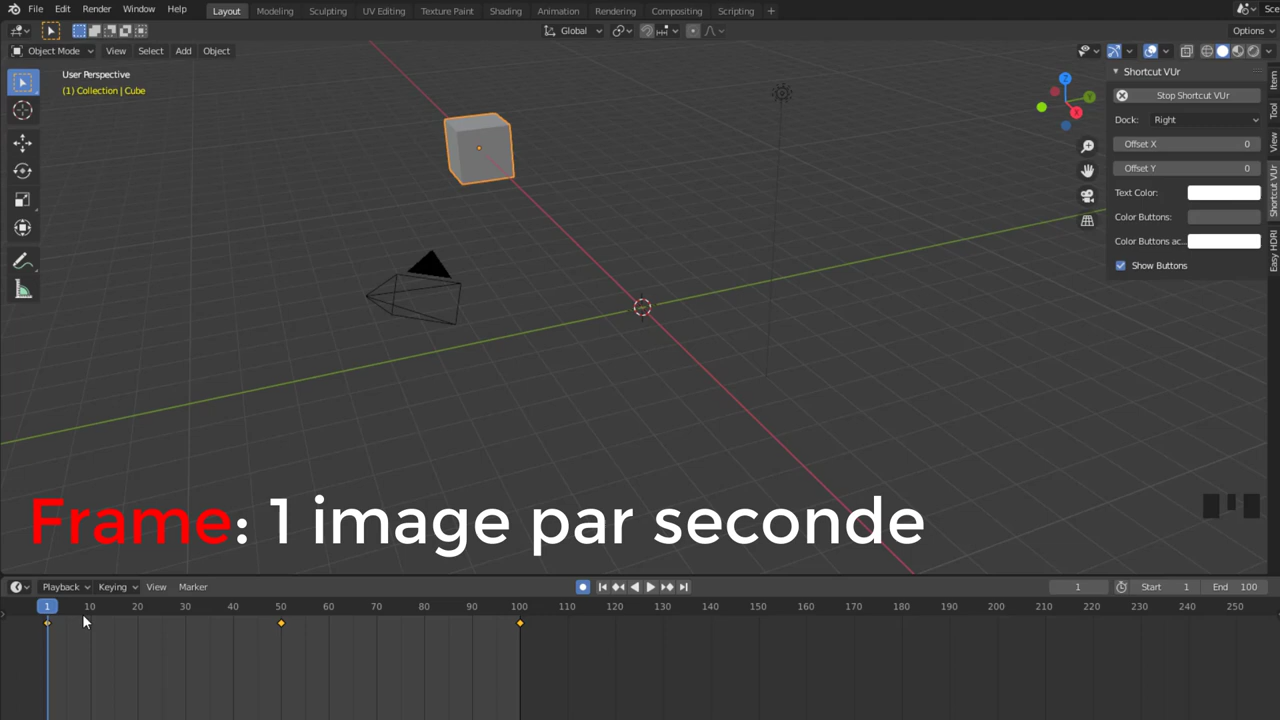 File Edit Render Window Help Layout Modeling Sculpting UV Editing Texture Paint Shading Animation Rendering Compositing Scripting + Sce
Global Options
Object Mode View Select Add Object
User Perspective
(1) Collection | Cube
Z
Y
X
Shortcut VUr
Stop Shortcut VUr
Dock: Right
Offset X 0
Offset Y 0
Text Color:
Color Buttons:
Color Buttons ac...
Show Buttons
Item
Tool
View
Shortcut VUr
Easy HDRI
Frame: 1 image par seconde
Playback Keying View Marker 1 Start 1 End 100
1 10 20 30 40 50 60 70 80 90 100 110 120 130 140 150 160 170 180 190 200 210 220 230 240 250